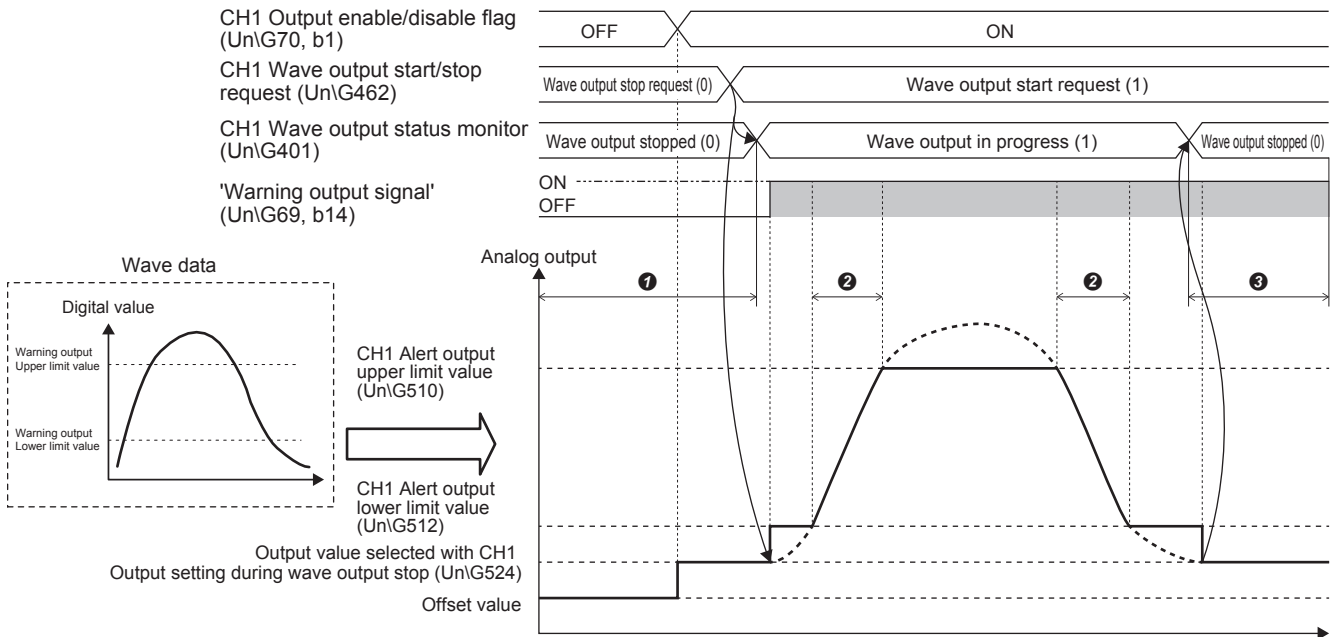 CH1 Output enable/disable flag
(Un\G70, b1)
OFF
ON
CH1 Wave output start/stop
request (Un\G462)
Wave output stop request (0)
Wave output start request (1)
CH1 Wave output status monitor
(Un\G401)
Wave output stopped (0)
Wave output in progress (1)
Wave output stopped (0)
'Warning output signal'
(Un\G69, b14)
ON
OFF
Analog output
❶
❷
❷
❸
Wave data
Digital value
Warning output
Upper limit value
Warning output
Lower limit value
CH1 Alert output
upper limit value
(Un\G510)
CH1 Alert output
lower limit value
(Un\G512)
Output value selected with CH1
Output setting during wave output stop (Un\G524)
Offset value